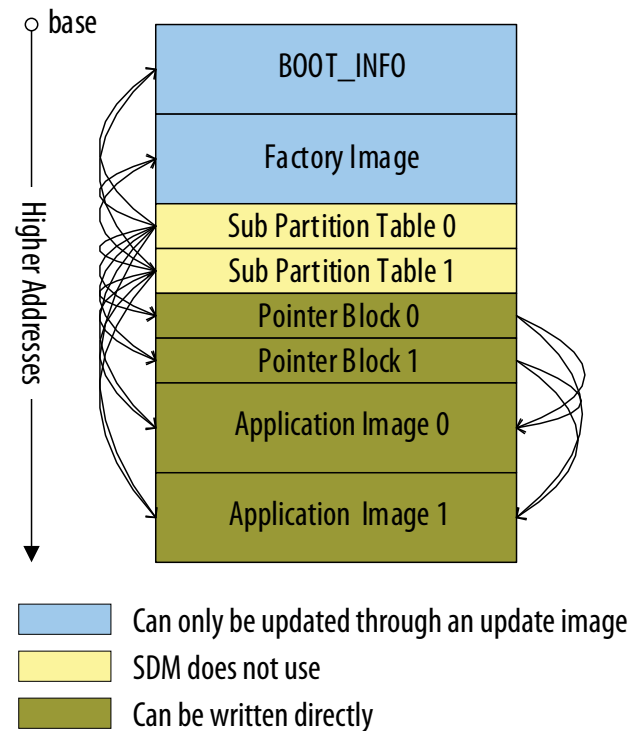 base
BOOT_INFO
Factory Image
Sub Partition Table 0
Sub Partition Table 1
Pointer Block 0
Pointer Block 1
Application Image 0
Application Image 1
Higher Addresses
Can only be updated through an update image
SDM does not use
Can be written directly